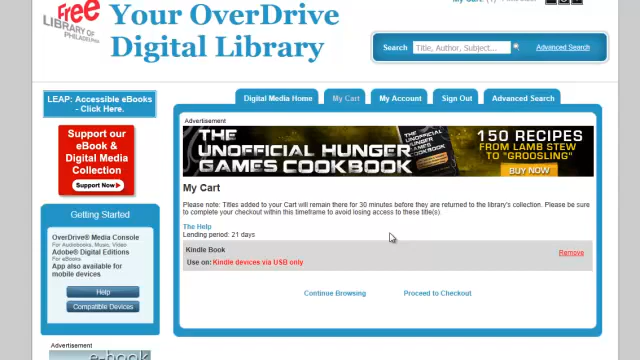 Free
LIBRARY OF
PHILADELPHIA
Your OverDrive
Digital Library
My Cart
Search
Title, Author, Subject...
Advanced Search
LEAP: Accessible eBooks
- Click Here.
Digital Media Home
My Cart
My Account
Sign Out
Advanced Search
Support our
eBook &
Digital Media
Collection
Support Now
Advertisement
THE
UNOFFICIAL HUNGER
GAMES COOKBOOK
150 RECIPES
FROM LAMB STEW
TO "GROOSLING"
BUY NOW
My Cart
Please note: Titles added to your Cart will remain there for 30 minutes before they are returned to the library's collection. Please be sure
to complete your checkout within this timeframe to avoid losing access to these title(s).
The Help
Lending period: 21 days
Kindle Book
Use on: Kindle devices via USB only
Remove
Continue Browsing
Proceed to Checkout
Getting Started
OverDrive® Media Console
For Audiobooks, Music, Video
Adobe® Digital Editions
For eBooks
App also available for
mobile devices
Help
Compatible Devices
Advertisement
e-book